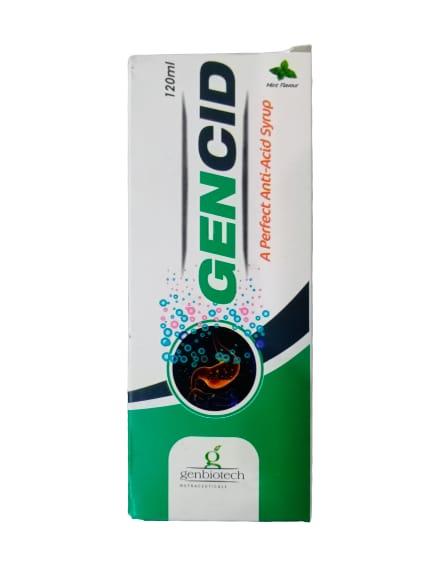 120ml
Mint Flavour
GENCID
A Perfect Anti-Acid Syrup
g
genbiotech
NUTRACEUTICALS